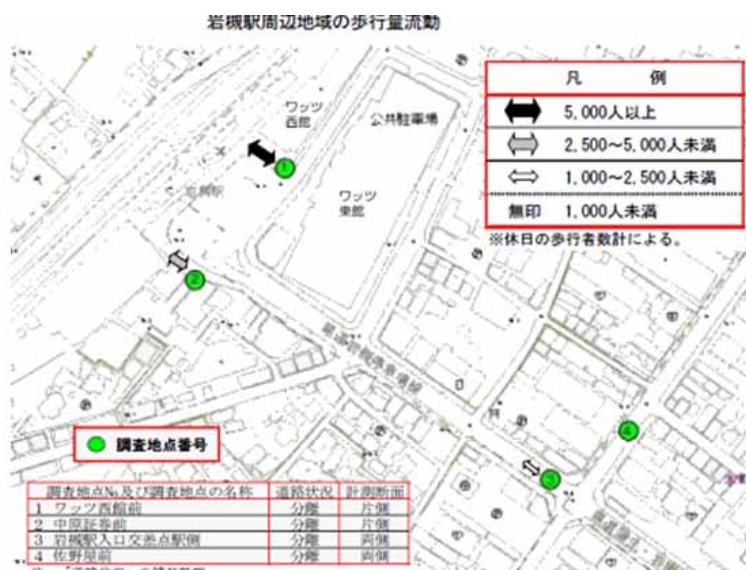 岩槻駅周辺地域の歩行量流動
凡 例
5,000人以上
2,500～5,000人未満
1,000～2,500人未満
無印 1,000人未満
※休日の歩行者数計による。
ワッツ
西館
公共駐車場
ワッツ
東館
1
2
3
4
調査地点番号
調査地点№及び調査地点の名称 道路状況 計測断面
1 ワッツ西館前 分離 片側
2 中原証券前 分離 片側
3 岩槻駅入口交差点駅側 分離 両側
4 佐野屋前 分離 両側